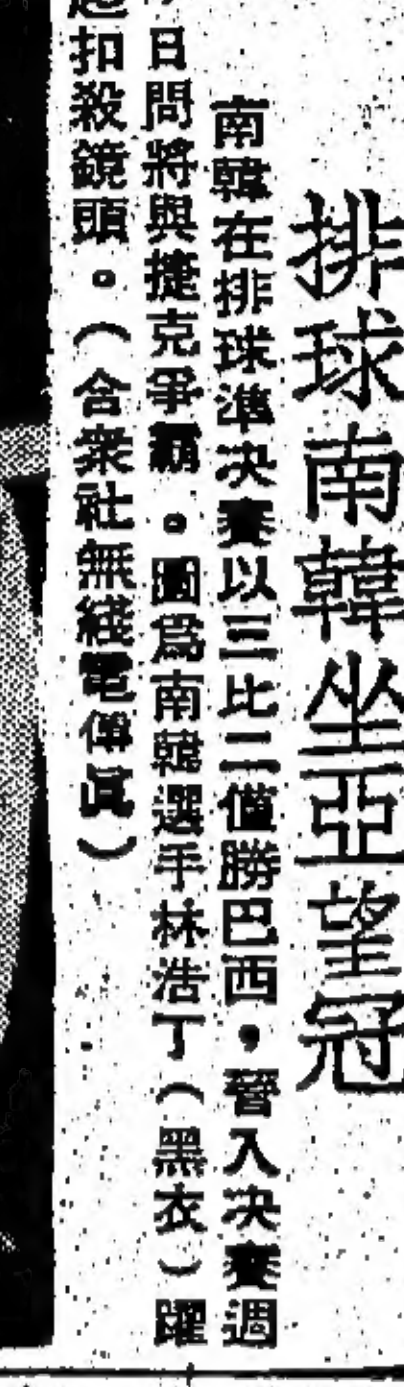 排球南韓坐亞望冠
南韓在排球準決賽以三比二僅勝巴西，晉入決賽週
日問將與捷克爭霸。圖爲南韓選手林浩丁（黑衣）躍
起扣殺鏡頭。（合衆社無綫電傳眞）